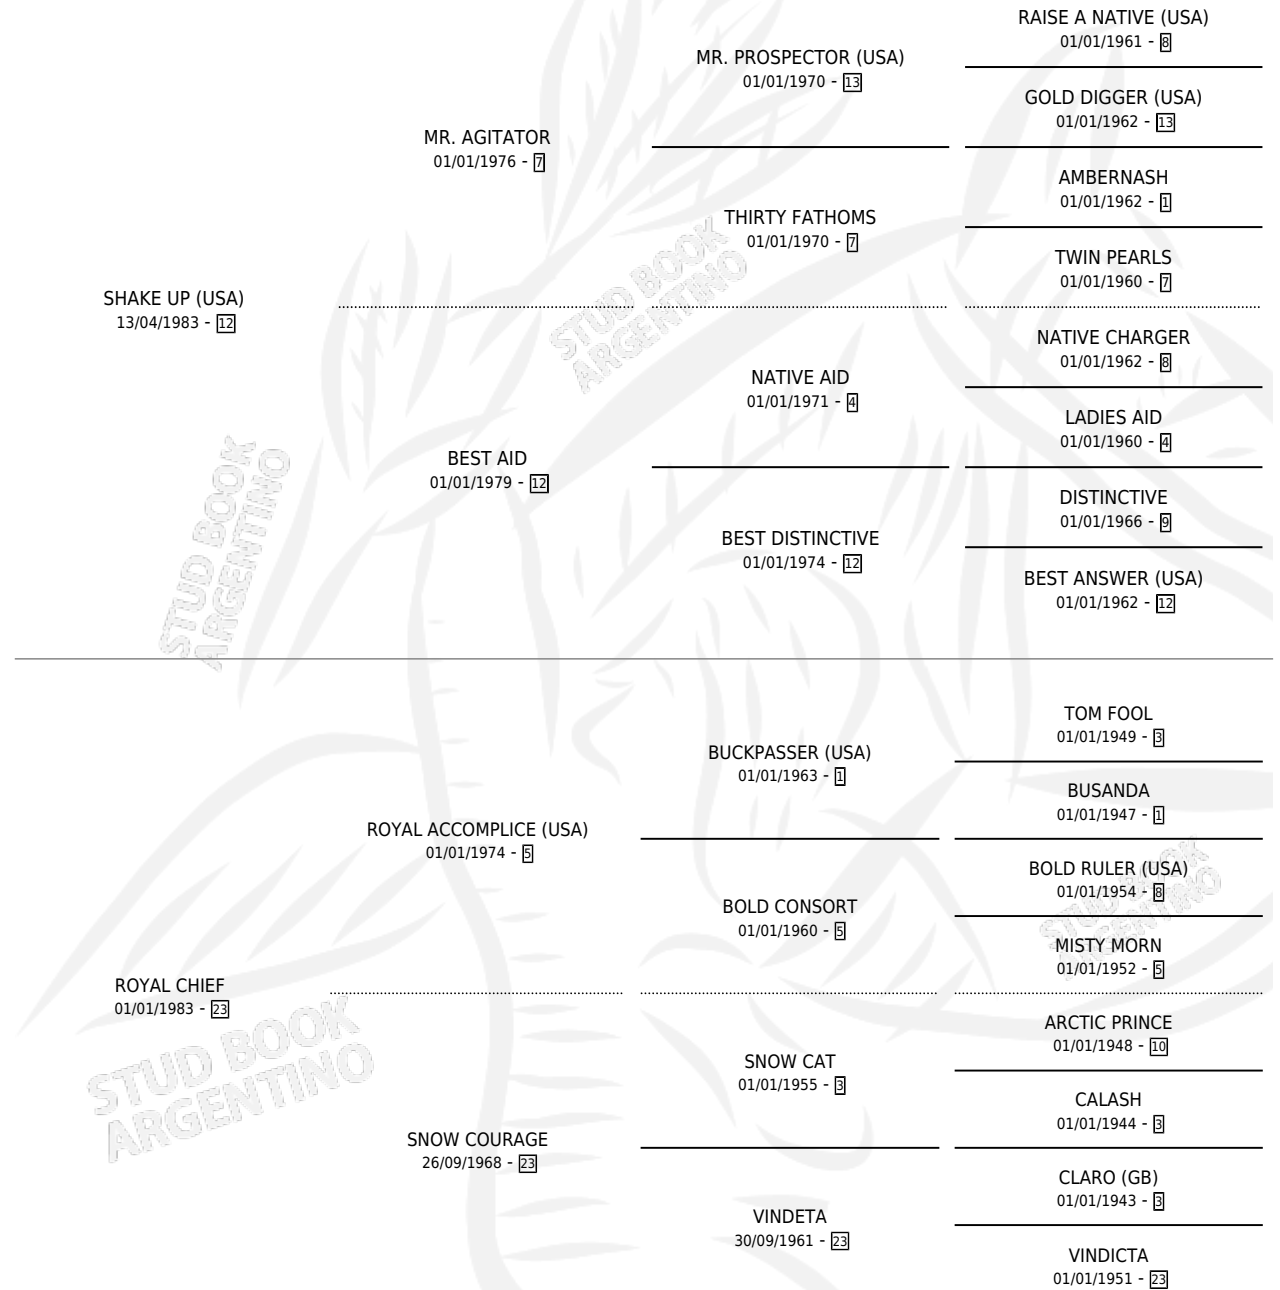 RAISE A NATIVE (USA)
01/01/1961 - 8
MR. PROSPECTOR (USA)
01/01/1970 - 13
GOLD DIGGER (USA)
01/01/1962 - 13
MR. AGITATOR
01/01/1976 - 7
AMBERNASH
01/01/1962 - 1
THIRTY FATHOMS
01/01/1970 - 7
TWIN PEARLS
01/01/1960 - 7
SHAKE UP (USA)
13/04/1983 - 12
STUD BOOK
ARGENTINO
NATIVE CHARGER
01/01/1962 - 8
NATIVE AID
01/01/1971 - 4
LADIES AID
01/01/1960 - 4
BEST AID
01/01/1979 - 12
DISTINCTIVE
01/01/1966 - 9
BEST DISTINCTIVE
01/01/1974 - 12
BEST ANSWER (USA)
01/01/1962 - 12
STUD BOOK
ARGENTINO
TOM FOOL
01/01/1949 - 3
BUCKPASSER (USA)
01/01/1963 - 1
BUSANDA
01/01/1947 - 1
ROYAL ACCOMPLICE (USA)
01/01/1974 - 5
BOLD RULER (USA)
01/01/1954 - 8
BOLD CONSORT
01/01/1960 - 5
MISTY MORN
01/01/1952 - 5
STUD BOOK
ARGENTINO
ROYAL CHIEF
01/01/1983 - 23
ARCTIC PRINCE
01/01/1948 - 10
SNOW CAT
01/01/1955 - 3
CALASH
01/01/1944 - 3
STUD BOOK
ARGENTINO
SNOW COURAGE
26/09/1968 - 23
CLARO (GB)
01/01/1943 - 3
VINDETA
30/09/1961 - 23
VINDICTA
01/01/1951 - 23